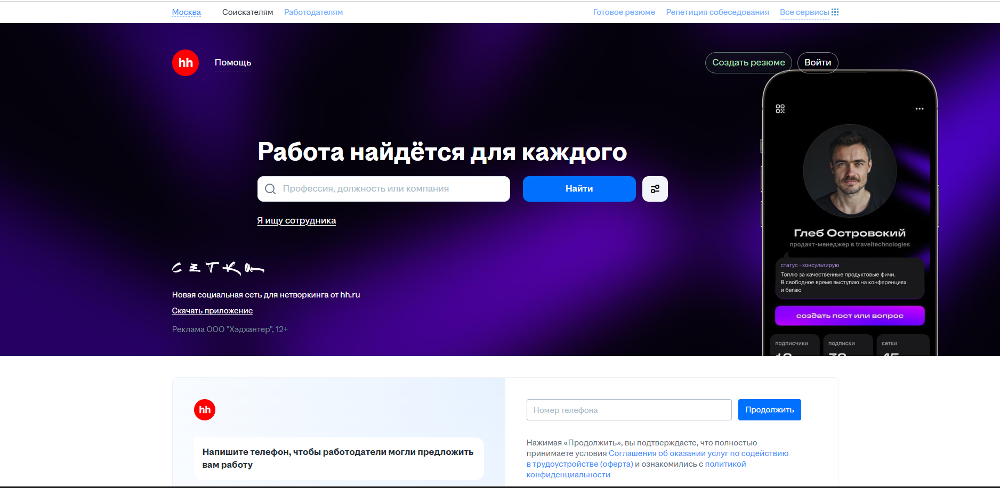 Москва
Соискателям
Работодателям
Готовое резюме
Репетиция собеседования
Все сервисы
hh
Помощь
Создать резюме
Войти
Работа найдётся для каждого
Профессия, должность или компания
Найти
Я ищу сотрудника
СЕТКА
Новая социальная сеть для нетворкинга от hh.ru
Скачать приложение
Реклама ООО "Хэдхантер", 12+
Глеб Островский
продакт-менеджер в traveltechnologies
статус · консультирую
Топлю за качественные продуктовые фичи.
В свободное время выступаю на конференциях
и бегаю
создать пост или вопрос
подписчики
подписки
сетки
hh
Напишите телефон, чтобы работодатели могли предложить
вам работу
Номер телефона
Продолжить
Нажимая «Продолжить», вы подтверждаете, что полностью
принимаете условия Соглашения об оказании услуг по содействию
в трудоустройстве (оферта) и ознакомились с политикой
конфиденциальности